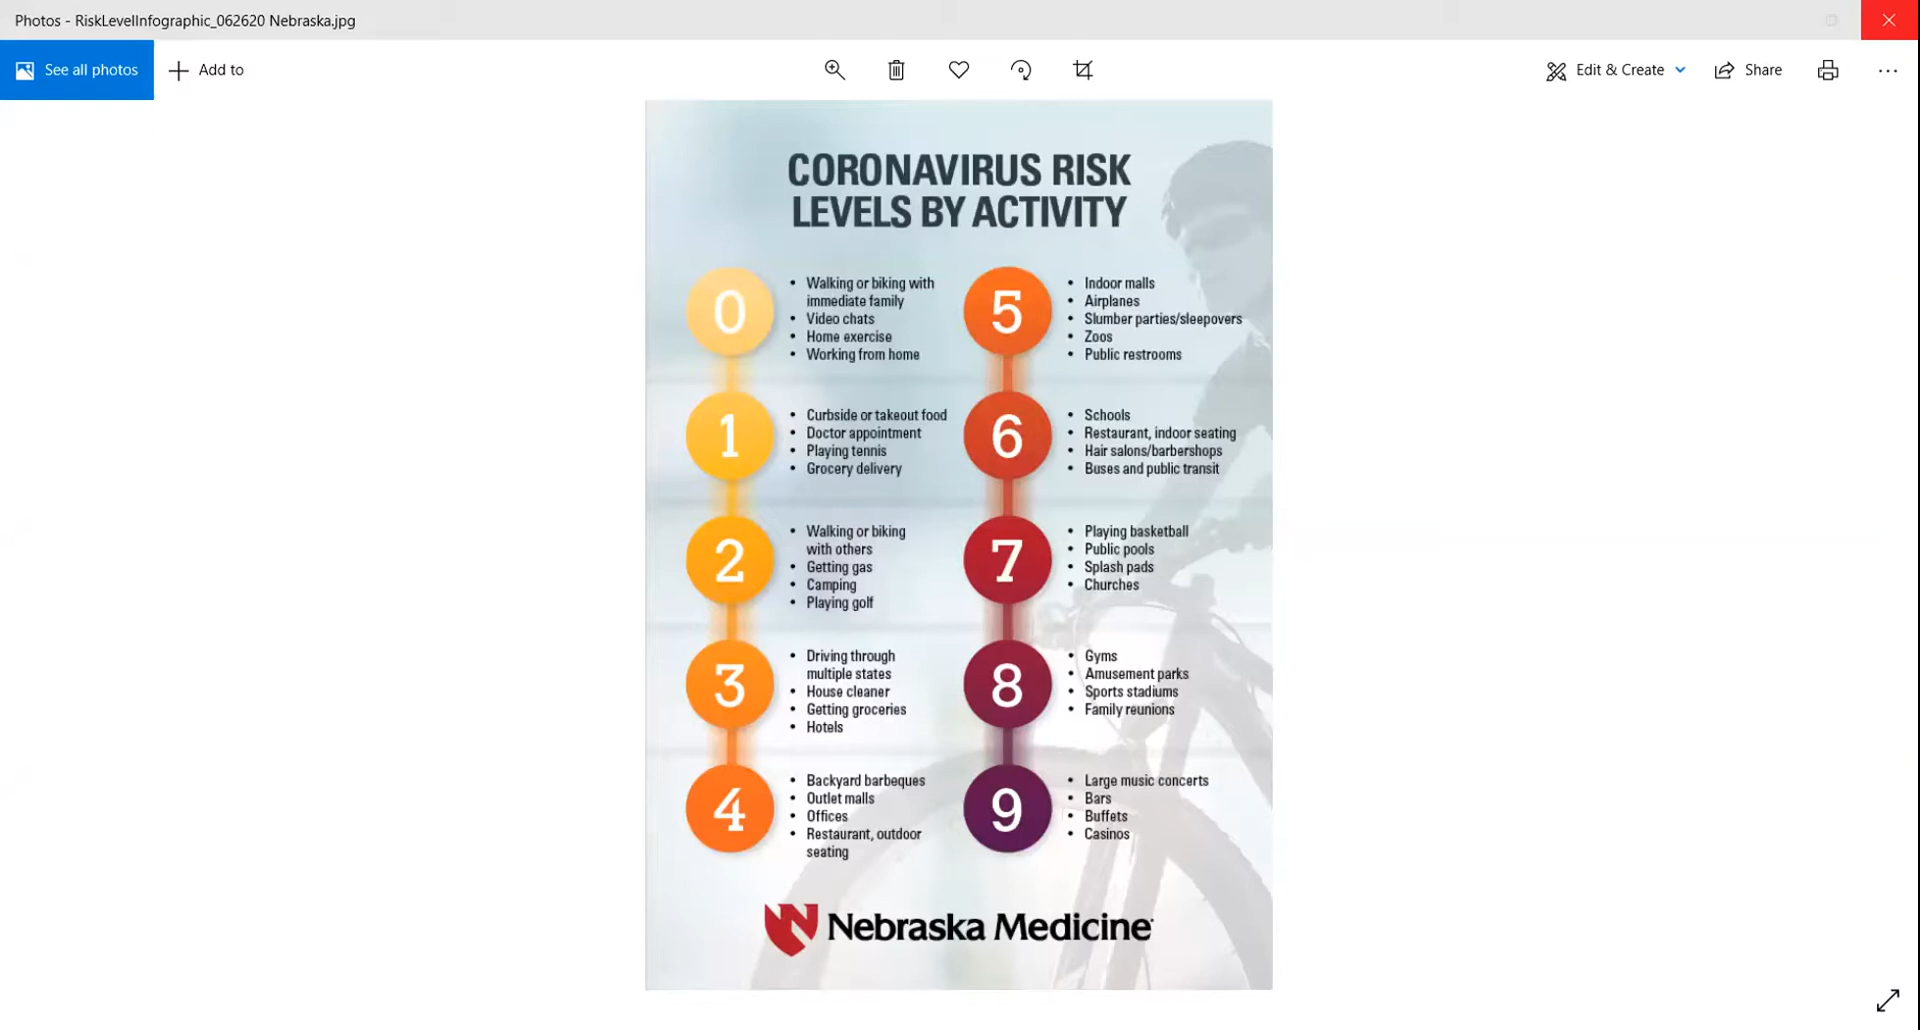 Photos - RiskLevelInfographic_062620 Nebraska.jpg
See all photos
Add to
Edit & Create
Share
CORONAVIRUS RISK
LEVELS BY ACTIVITY
0
• Walking or biking with
immediate family
• Video chats
• Home exercise
• Working from home
1
• Curbside or takeout food
• Doctor appointment
• Playing tennis
• Grocery delivery
2
• Walking or biking
with others
• Getting gas
• Camping
• Playing golf
3
• Driving through
multiple states
• House cleaner
• Getting groceries
• Hotels
4
• Backyard barbeques
• Outlet malls
• Offices
• Restaurant, outdoor
seating
5
• Indoor malls
• Airplanes
• Slumber parties/sleepovers
• Zoos
• Public restrooms
6
• Schools
• Restaurant, indoor seating
• Hair salons/barbershops
• Buses and public transit
7
• Playing basketball
• Public pools
• Splash pads
• Churches
8
• Gyms
• Amusement parks
• Sports stadiums
• Family reunions
9
• Large music concerts
• Bars
• Buffets
• Casinos
Nebraska Medicine